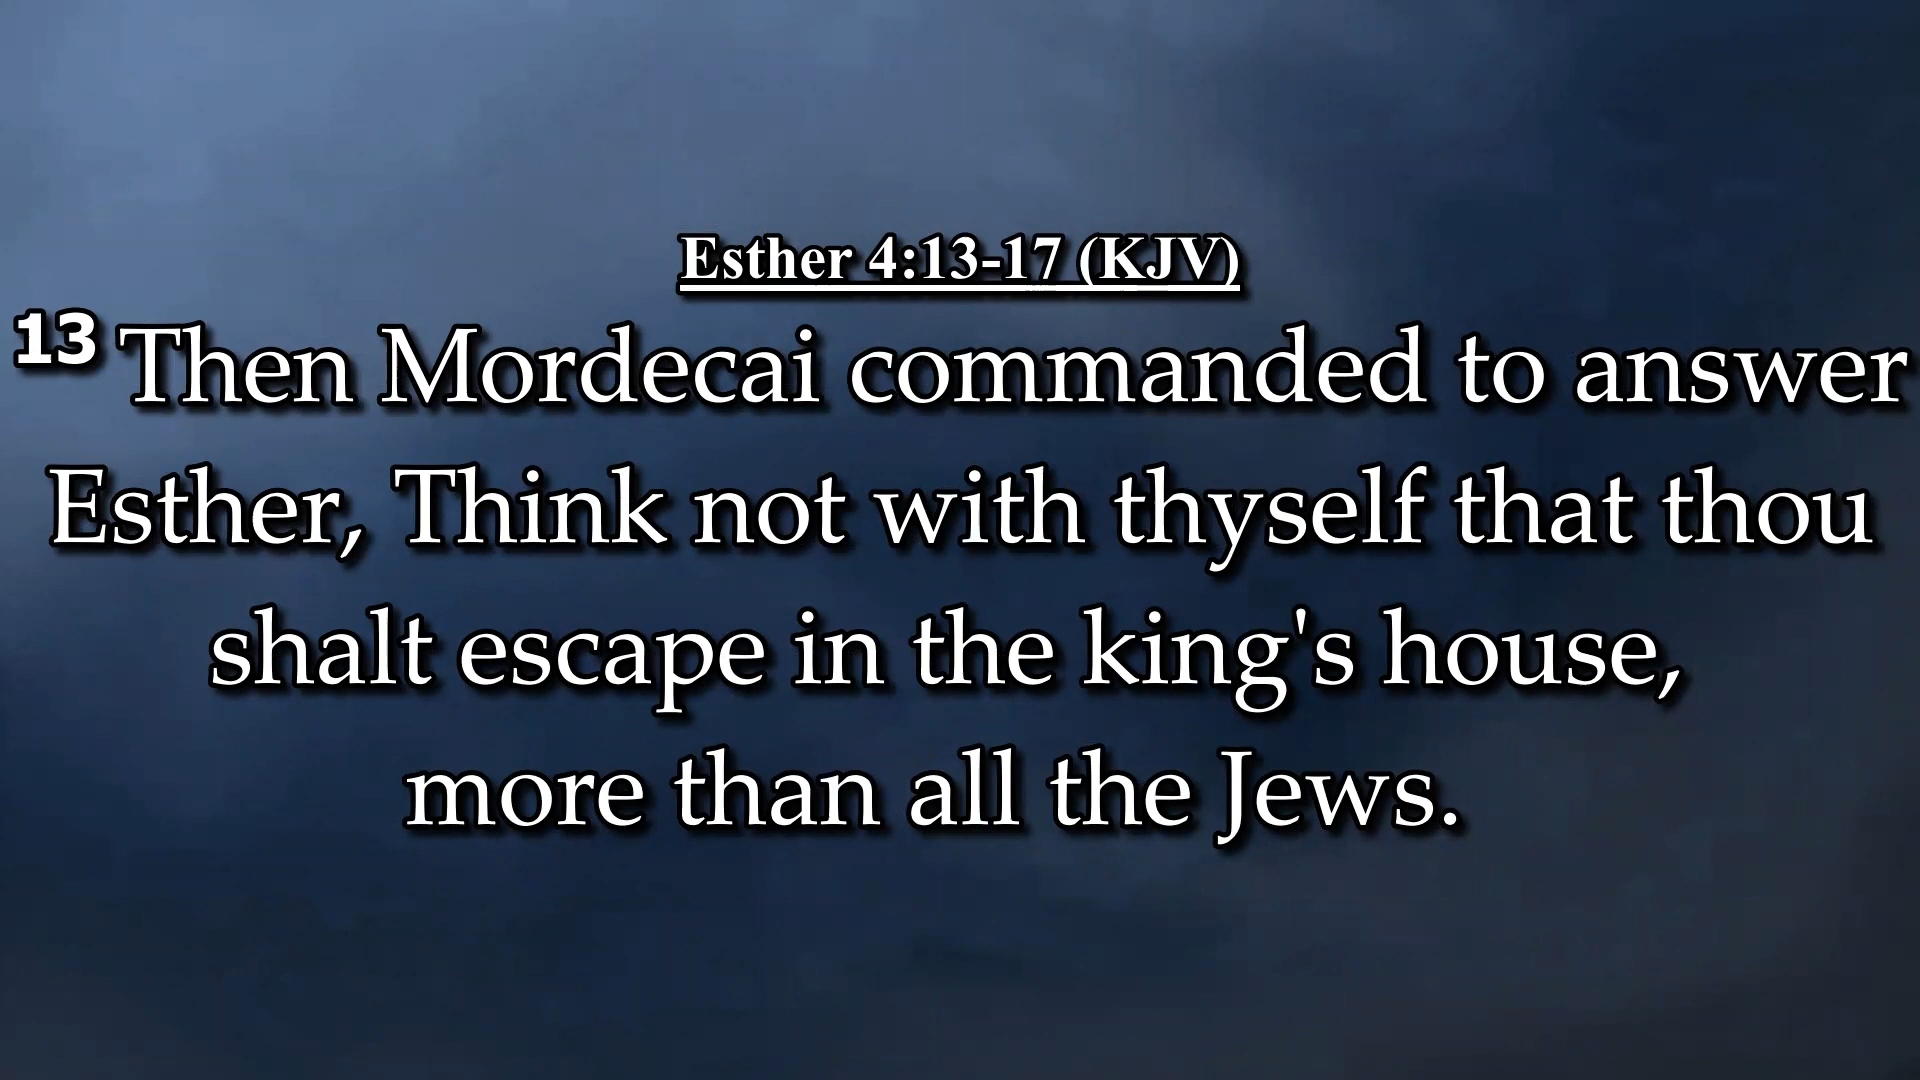 Esther 4:13-17 (KJV)
13 Then Mordecai commanded to answer
Esther, Think not with thyself that thou
shalt escape in the king's house,
more than all the Jews.